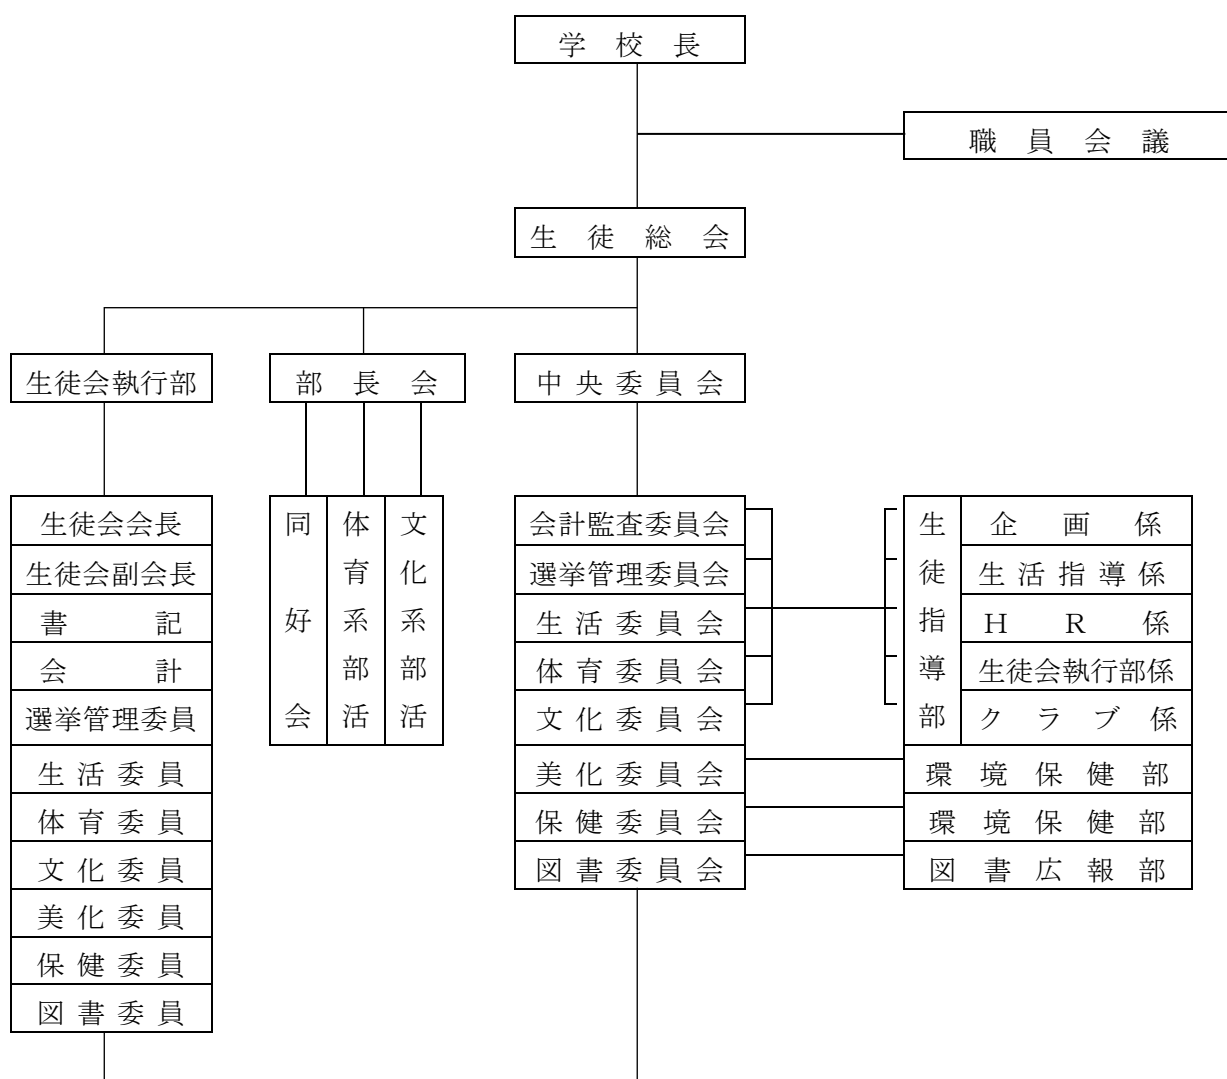 学校長
職員会議
生徒総会
生徒会執行部
部長会
中央委員会
生徒会会長
生徒会副会長
書記
会計
選挙管理委員
生活委員
体育委員
文化委員
美化委員
保健委員
図書委員
同好会
体育系部活
文化系部活
会計監査委員会
選挙管理委員会
生活委員会
体育委員会
文化委員会
美化委員会
保健委員会
図書委員会
生徒指導部
企画係
生活指導係
HR係
生徒会執行部係
クラブ係
環境保健部
環境保健部
図書広報部